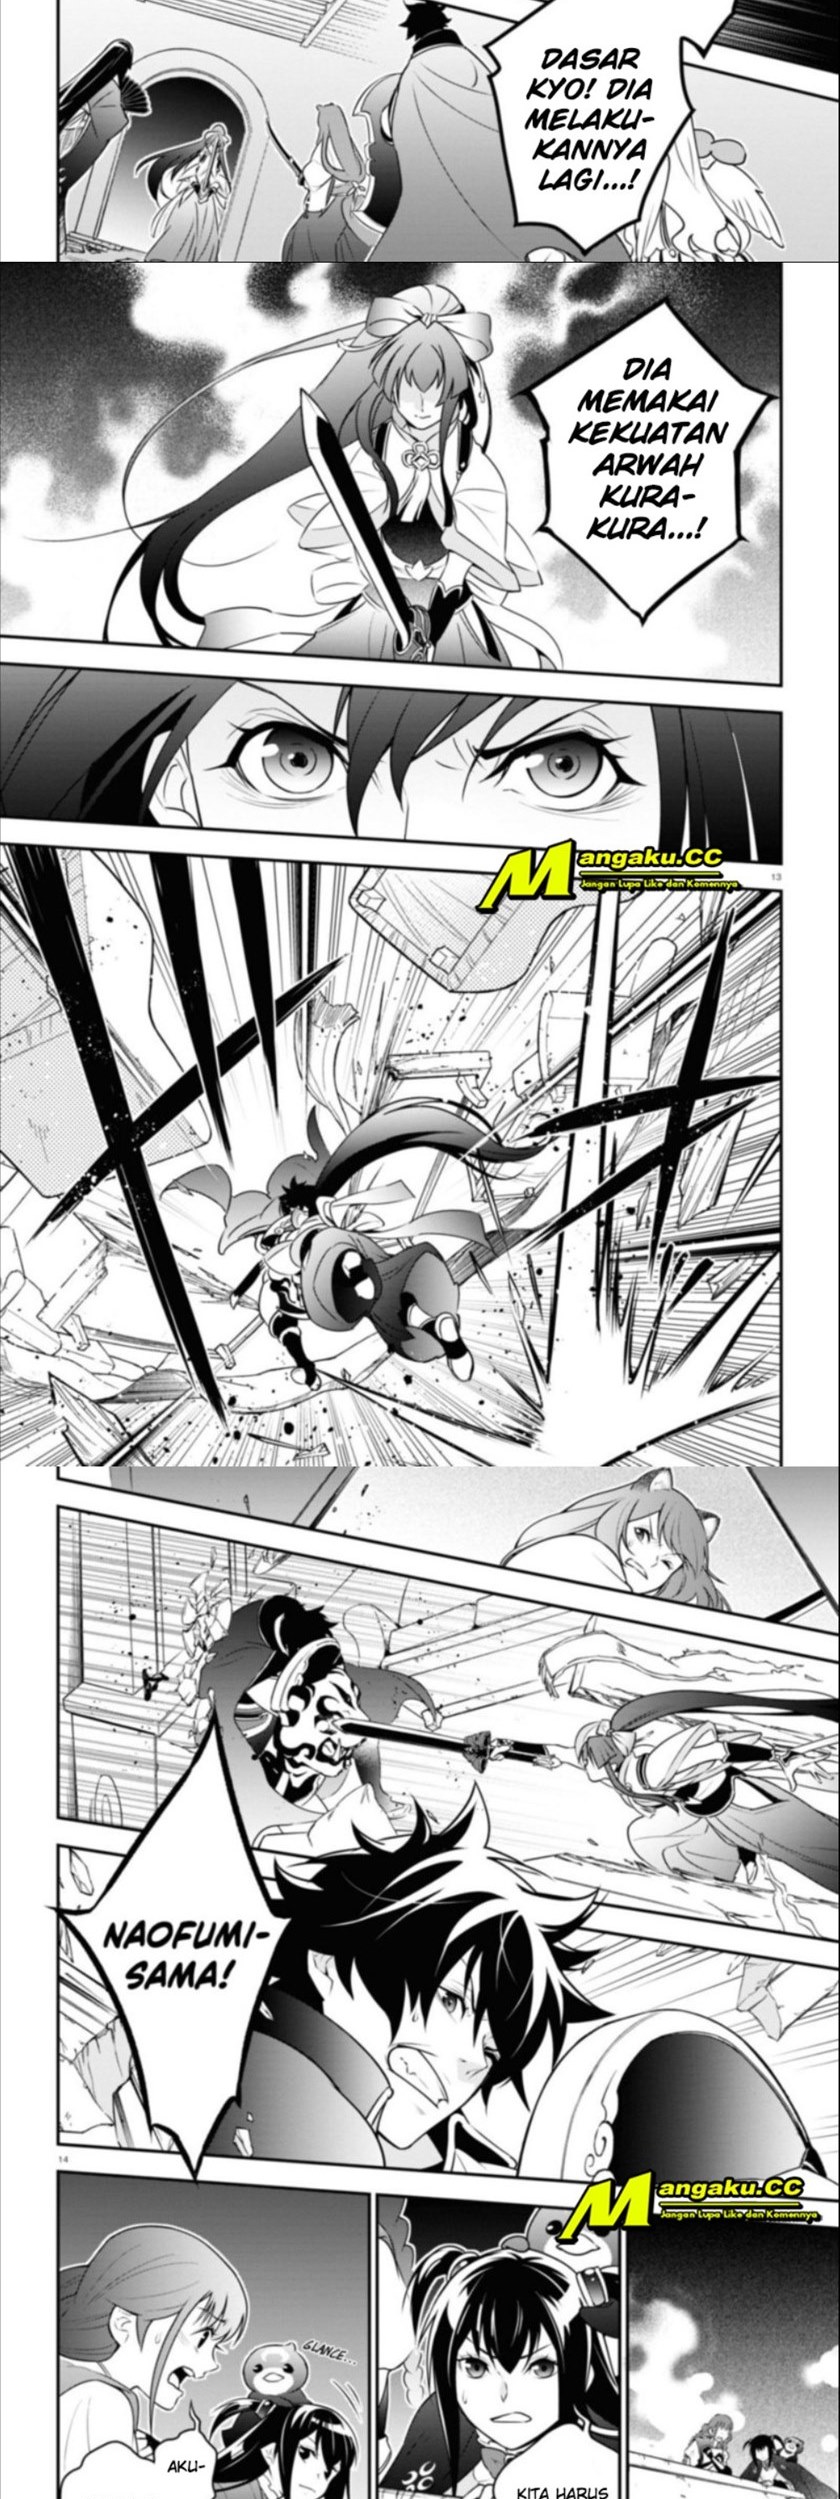 DASAR
KYO! DIA
MELAKU-
KANNYA
LAGI...!
DIA
MEMAKAI
KEKUATAN
ARWAH
KURA-
KURA...!
Mangaku.CC
Jangan Lupa Like dan Komennya
13
NAOFUMI-
SAMA!
14
Mangaku.CC
Jangan Lupa Like dan Komennya
GLANCE...
AKU-
KITA HARUS